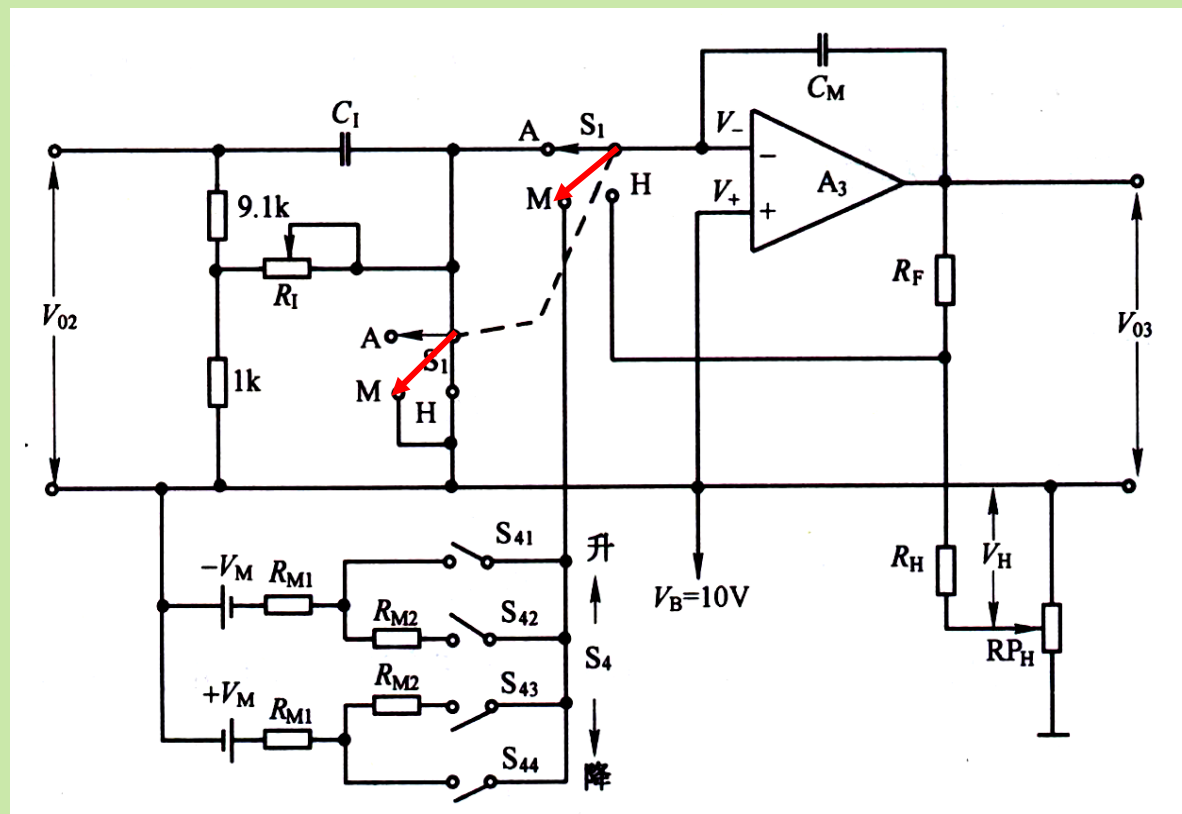 C_I
A
S₁
C_M
V₋
V₊
−
+
A₃
M
H
9.1k
R_I
R_F
V₀₂
V₀₃
A
S₁
M
H
1k
S₄₁
升
−V_M
R_M1
R_M2
S₄₂
V_B=10V
R_H
V_H
S₄
RP_H
+V_M
R_M1
R_M2
S₄₃
S₄₄
降